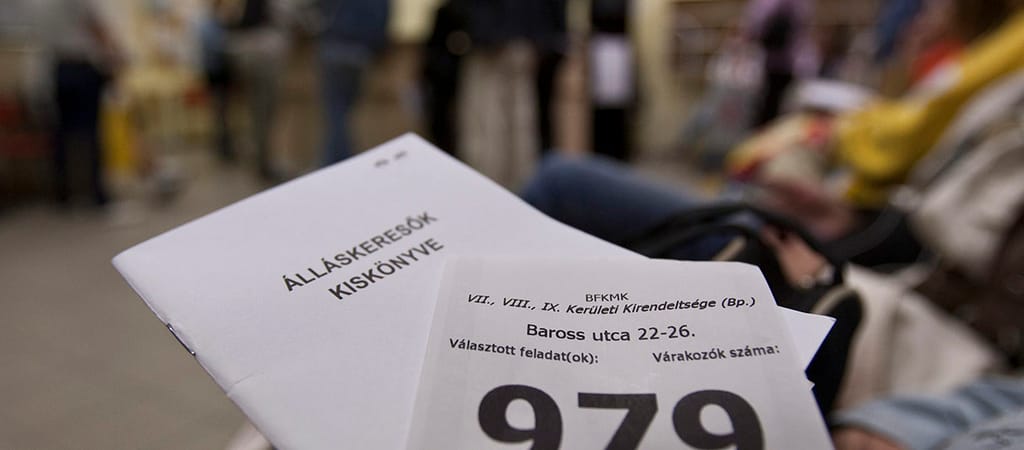 ÁLLÁSKERESŐK
KISKÖNYVE
BFKMK
VII., VIII., IX. Kerületi Kirendeltsége (Bp.)
Baross utca 22-26.
Választott feladat(ok): Várakozók száma:
979